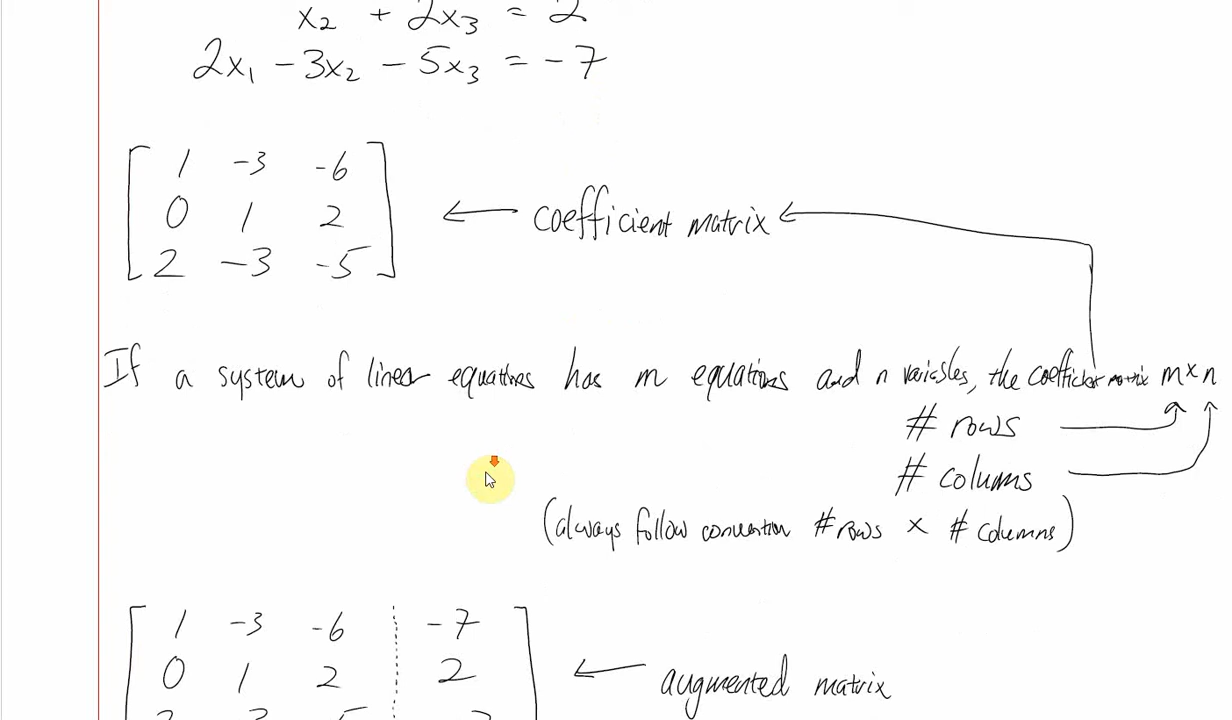 x₂ + 2x₃ = 2
2x₁ - 3x₂ - 5x₃ = -7
1 -3 -6
0 1 2 ← coefficient matrix
2 -3 -5
If a system of linear equations has m equations and n variables, the coefficient matrix m×n
# rows
# columns
(always follow convention # rows × # columns)
1 -3 -6 -7
0 1 2 2 ← augmented matrix